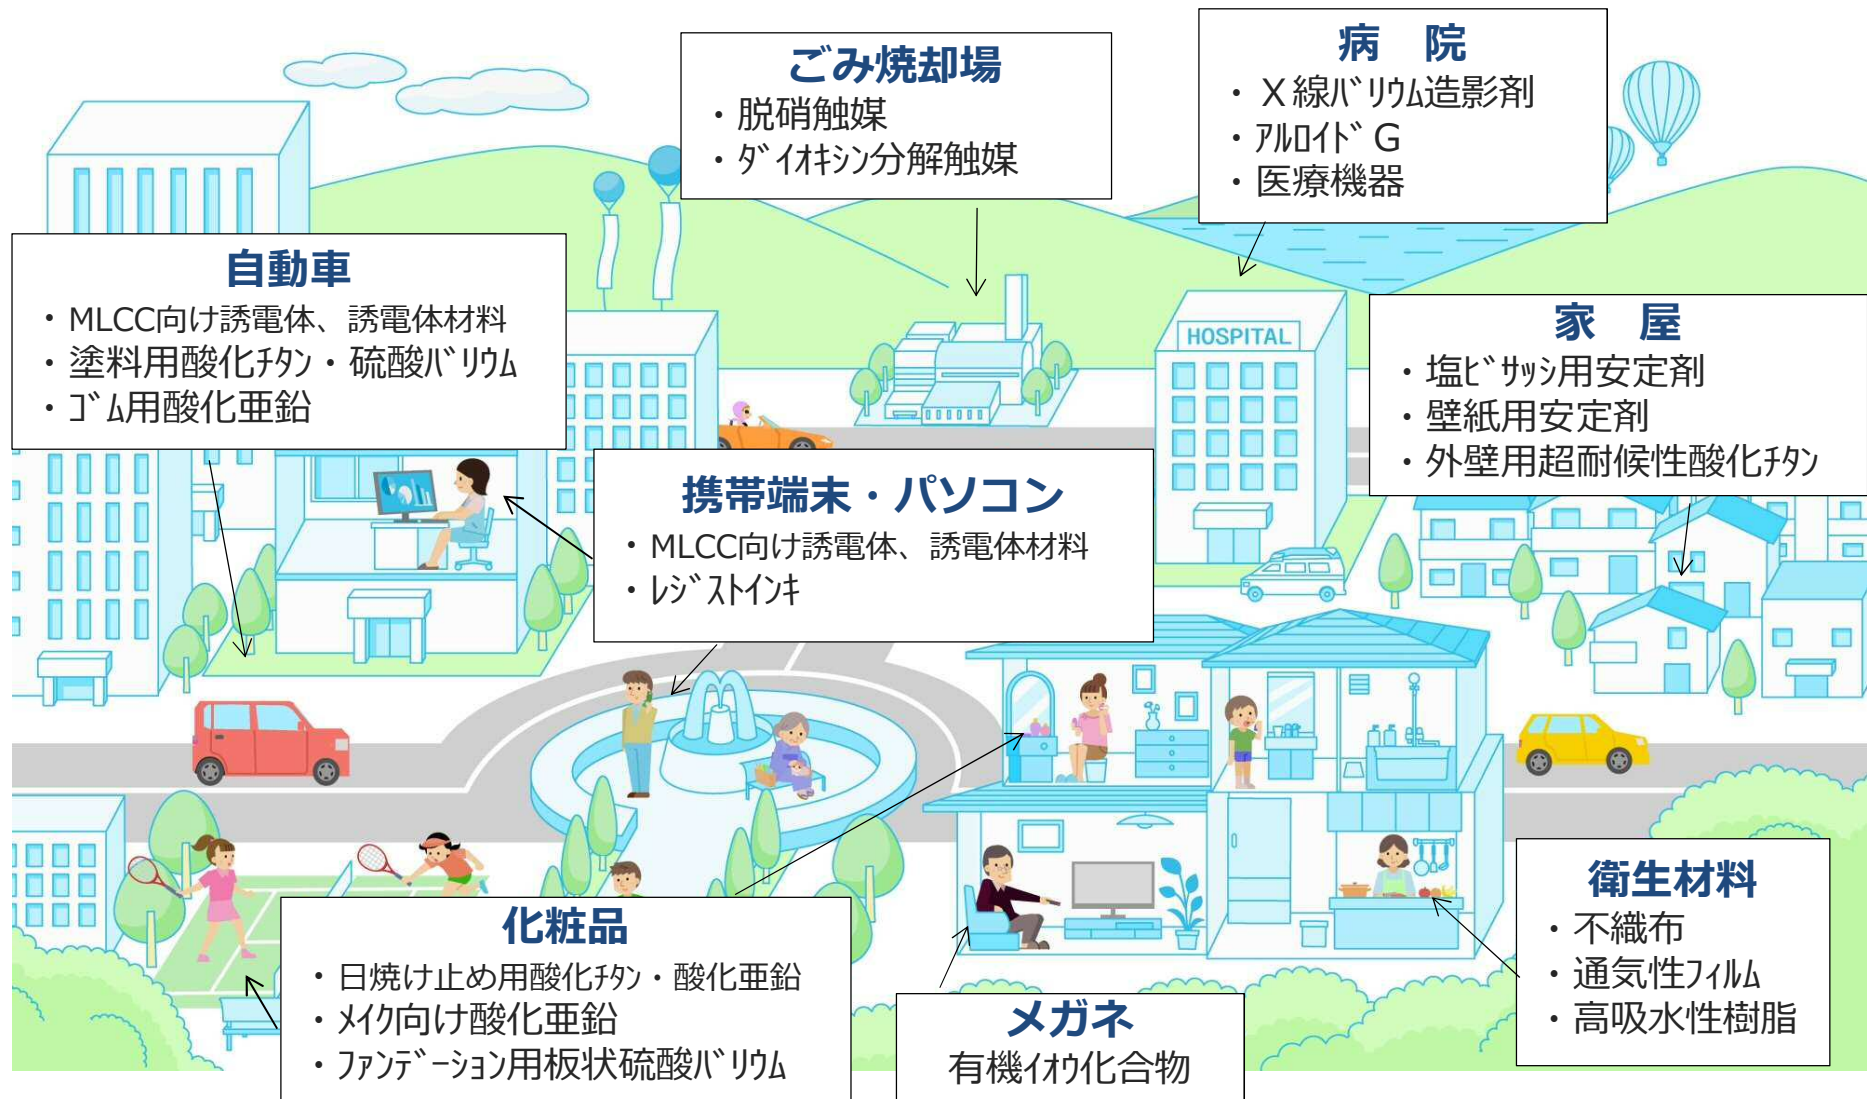 ごみ焼却場
・脱硝触媒
・ﾀﾞｲｵｷｼﾝ分解触媒
病　院
・Ｘ線ﾊﾞﾘｳﾑ造影剤
・ｱﾙﾛｲﾄﾞG
・医療機器
自動車
・MLCC向け誘電体、誘電体材料
・塗料用酸化ﾁﾀﾝ・硫酸ﾊﾞﾘｳﾑ
・ｺﾞﾑ用酸化亜鉛
HOSPITAL
家　屋
・塩ﾋﾞｻｯｼ用安定剤
・壁紙用安定剤
・外壁用超耐候性酸化ﾁﾀﾝ
携帯端末・パソコン
・MLCC向け誘電体、誘電体材料
・ﾚｼﾞｽﾄｲﾝｷ
化粧品
・日焼け止め用酸化ﾁﾀﾝ・酸化亜鉛
・ﾒｲｸ向け酸化亜鉛
・ﾌｧﾝﾃﾞｰｼｮﾝ用板状硫酸ﾊﾞﾘｳﾑ
メガネ
有機ｲｵｳ化合物
衛生材料
・不織布
・通気性ﾌｨﾙﾑ
・高吸水性樹脂